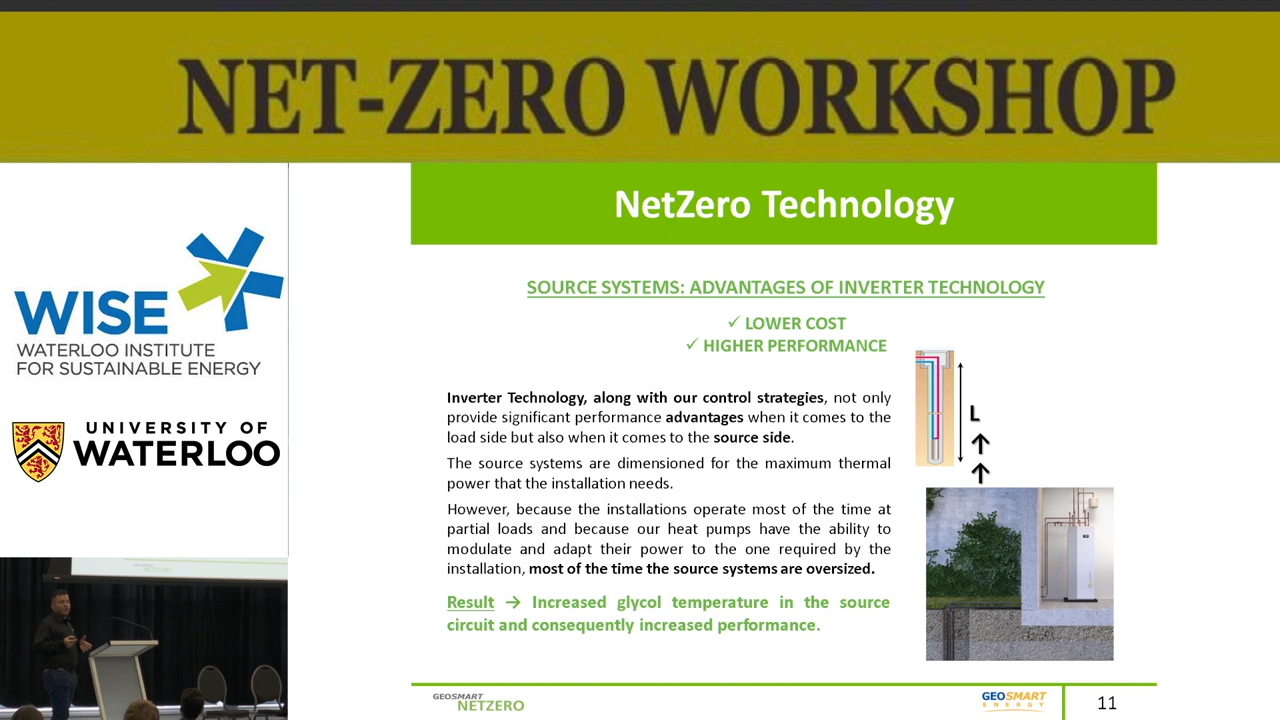 NET-ZERO WORKSHOP
NetZero Technology
WISE
WATERLOO INSTITUTE
FOR SUSTAINABLE ENERGY
UNIVERSITY OF
WATERLOO
SOURCE SYSTEMS: ADVANTAGES OF INVERTER TECHNOLOGY
✓ LOWER COST
✓ HIGHER PERFORMANCE
Inverter Technology, along with our control strategies, not only
provide significant performance advantages when it comes to the
load side but also when it comes to the source side.
The source systems are dimensioned for the maximum thermal
power that the installation needs.
However, because the installations operate most of the time at
partial loads and because our heat pumps have the ability to
modulate and adapt their power to the one required by the
installation, most of the time the source systems are oversized.
Result → Increased glycol temperature in the source
circuit and consequently increased performance.
L
GEOSMART
NETZERO
GEOSMART
ENERGY
11